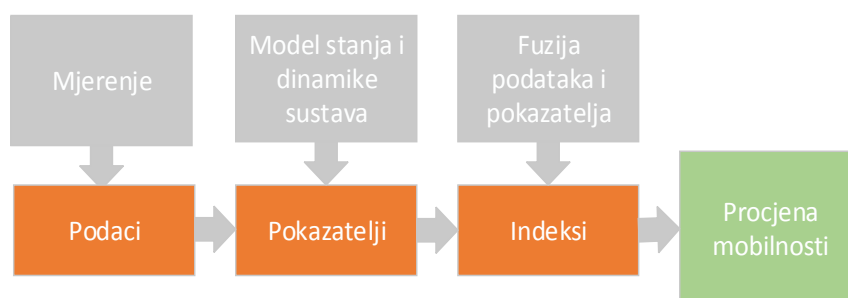 Mjerenje
Model stanja i
dinamike
sustava
Fuzija
podataka i
pokazatelja
Podaci
Pokazatelji
Indeksi
Procjena
mobilnosti